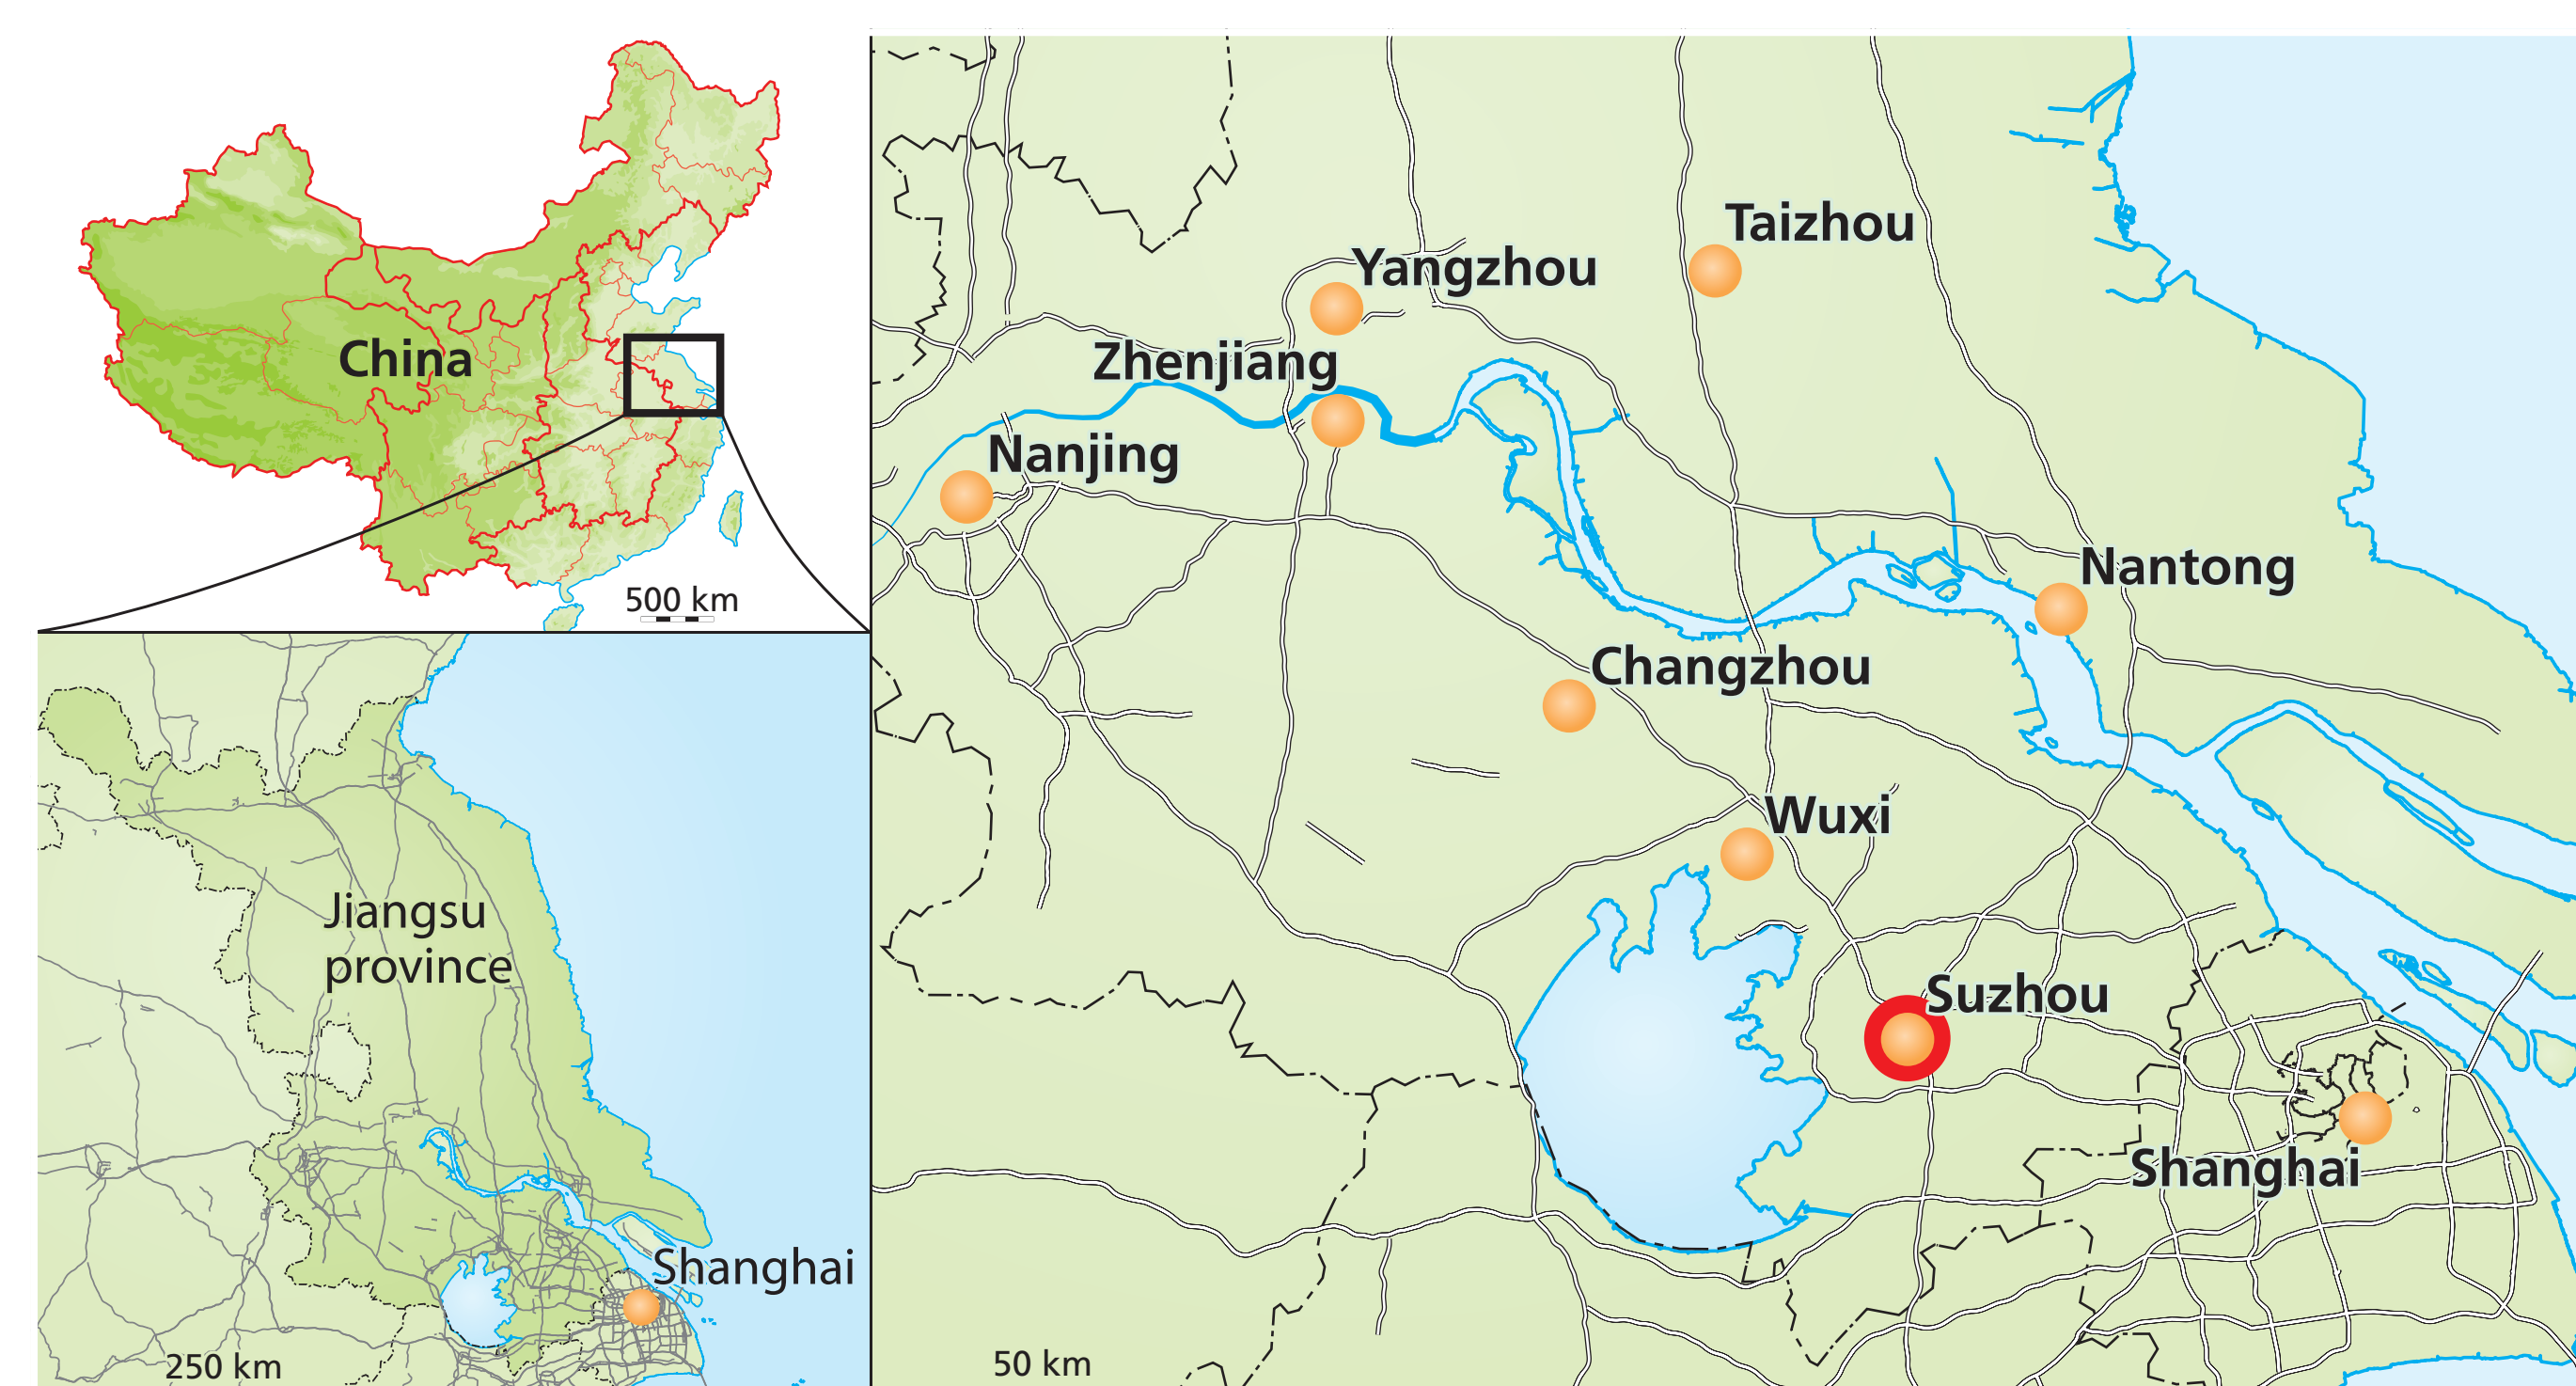 China
500 km
Jiangsu
province
Shanghai
250 km
Taizhou
Yangzhou
Zhenjiang
Nanjing
Nantong
Changzhou
Wuxi
Suzhou
Shanghai
50 km